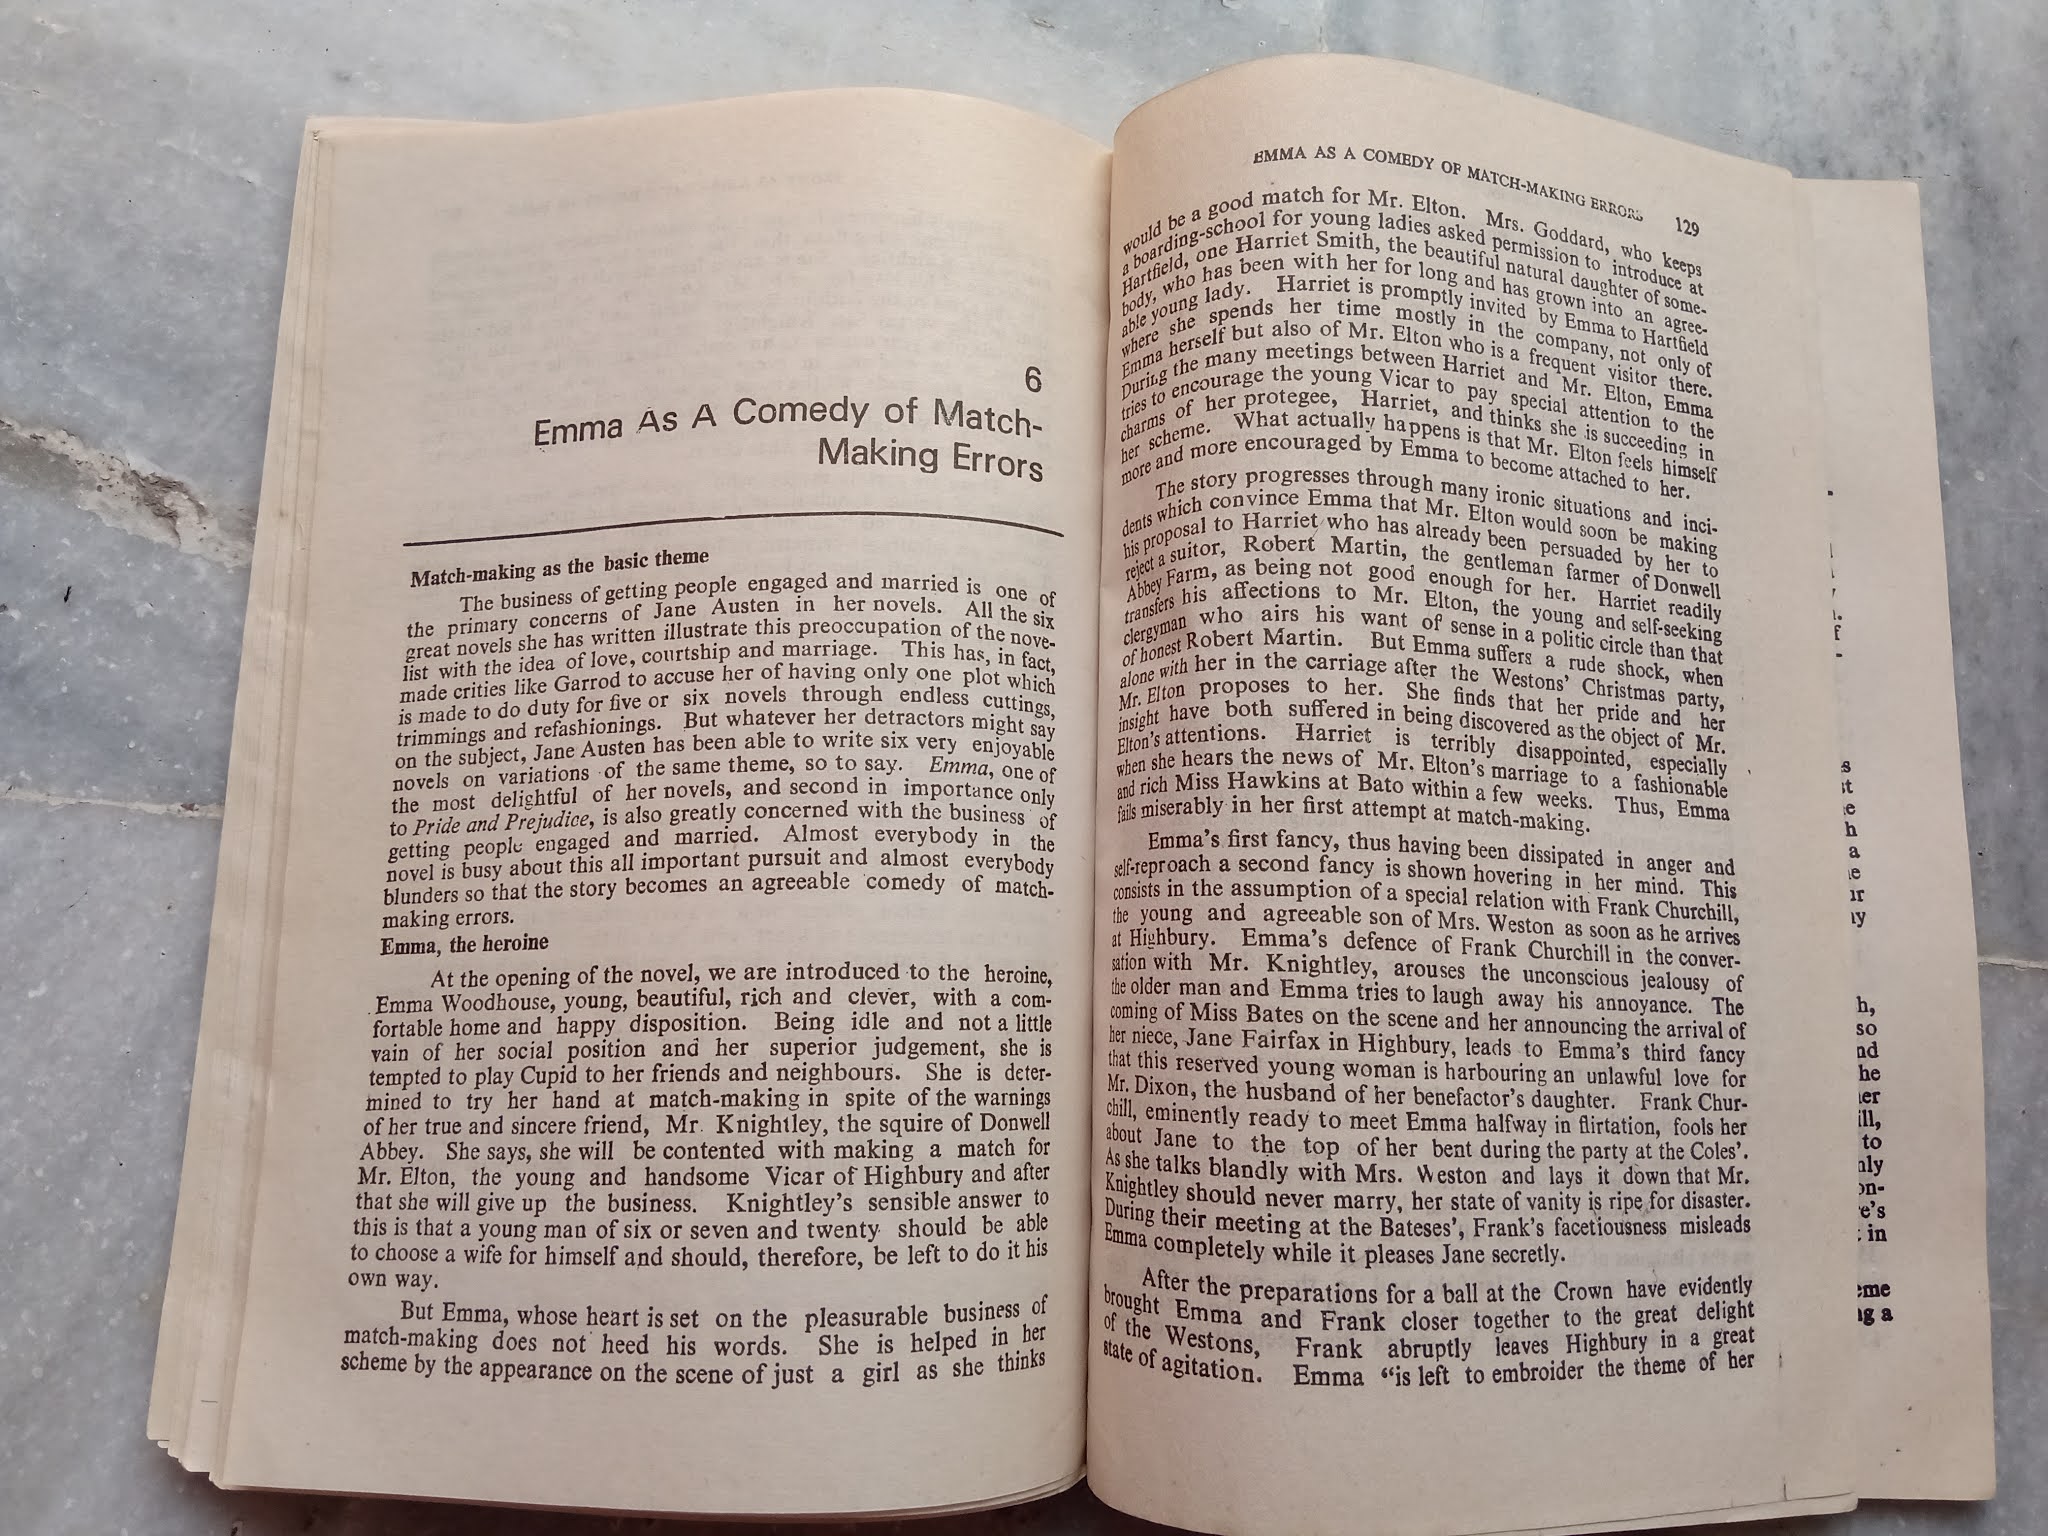 6
Emma As A Comedy of Match-
Making Errors
Match-making as the basic theme
The business of getting people engaged and married is one of
the primary concerns of Jane Austen in her novels. All the six
great novels she has written illustrate this preoccupation of the nove-
list with the idea of love, courtship and marriage. This has, in fact,
made crities like Garrod to accuse her of having only one plot which
is made to do duty for five or six novels through endless cuttings,
trimmings and refashionings. But whatever her detractors might say
on the subject, Jane Austen has been able to write six very enjoyable
novels on variations of the same theme, so to say. Emma, one of
the most delightful of her novels, and second in importance only
to Pride and Prejudice, is also greatly concerned with the business of
getting people engaged and married. Almost everybody in the
novel is busy about this all important pursuit and almost everybody
blunders so that the story becomes an agreeable comedy of match-
making errors.
Emma, the heroine
At the opening of the novel, we are introduced to the heroine,
Emma Woodhouse, young, beautiful, rich and clever, with a com-
fortable home and happy disposition. Being idle and not a little
vain of her social position and her superior judgement, she is
tempted to play Cupid to her friends and neighbours. She is deter-
mined to try her hand at match-making in spite of the warnings
of her true and sincere friend, Mr. Knightley, the squire of Donwell
Abbey. She says, she will be contented with making a match for
Mr. Elton, the young and handsome Vicar of Highbury and after
that she will give up the business. Knightley's sensible answer to
this is that a young man of six or seven and twenty should be able
to choose a wife for himself and should, therefore, be left to do it his
own way.
But Emma, whose heart is set on the pleasurable business of
match-making does not heed his words. She is helped in her
scheme by the appearance on the scene of just a girl as she thinks
EMMA AS A COMEDY OF MATCH-MAKING ERRORS 129
would be a good match for Mr. Elton. Mrs. Goddard, who keeps
a boarding-school for young ladies asked permission to introduce at
Hartfield, one Harriet Smith, the beautiful natural daughter of some-
body, who has been with her for long and has grown into an agree-
able young lady. Harriet is promptly invited by Emma to Hartfield
where she spends her time mostly in the company, not only of
Emma herself but also of Mr. Elton who is a frequent visitor there.
During the many meetings between Harriet and Mr. Elton, Emma
tries to encourage the young Vicar to pay special attention to the
charms of her protegee, Harriet, and thinks she is succeeding in
her scheme. What actually happens is that Mr. Elton feels himself
more and more encouraged by Emma to become attached to her.
The story progresses through many ironic situations and inci-
dents which convince Emma that Mr. Elton would soon be making
his proposal to Harriet who has already been persuaded by her to
reject a suitor, Robert Martin, the gentleman farmer of Donwell
Abbey Farm, as being not good enough for her. Harriet readily
transfers his affections to Mr. Elton, the young and self-seeking
clergyman who airs his want of sense in a politic circle than that
of honest Robert Martin. But Emma suffers a rude shock, when
alone with her in the carriage after the Westons' Christmas party,
Mr. Elton proposes to her. She finds that her pride and her
insight have both suffered in being discovered as the object of Mr.
Elton's attentions. Harriet is terribly disappointed, especially
when she hears the news of Mr. Elton's marriage to a fashionable
and rich Miss Hawkins at Bato within a few weeks. Thus, Emma
fails miserably in her first attempt at match-making.
Emma's first fancy, thus having been dissipated in anger and
self-reproach a second fancy is shown hovering in her mind. This
consists in the assumption of a special relation with Frank Churchill,
the young and agreeable son of Mrs. Weston as soon as he arrives
at Highbury. Emma's defence of Frank Churchill in the conver-
sation with Mr. Knightley, arouses the unconscious jealousy of
the older man and Emma tries to laugh away his annoyance. The
coming of Miss Bates on the scene and her announcing the arrival of
her niece, Jane Fairfax in Highbury, leads to Emma's third fancy
that this reserved young woman is harbouring an unlawful love for
Mr. Dixon, the husband of her benefactor's daughter. Frank Chur-
chill, eminently ready to meet Emma halfway in flirtation, fools her
about Jane to the top of her bent during the party at the Coles'.
As she talks blandly with Mrs. Weston and lays it down that Mr.
Knightley should never marry, her state of vanity is ripe for disaster.
During their meeting at the Bateses', Frank's facetiousness misleads
Emma completely while it pleases Jane secretly.
After the preparations for a ball at the Crown have evidently
brought Emma and Frank closer together to the great delight
of the Westons, Frank abruptly leaves Highbury in a great
state of agitation. Emma "is left to embroider the theme of her